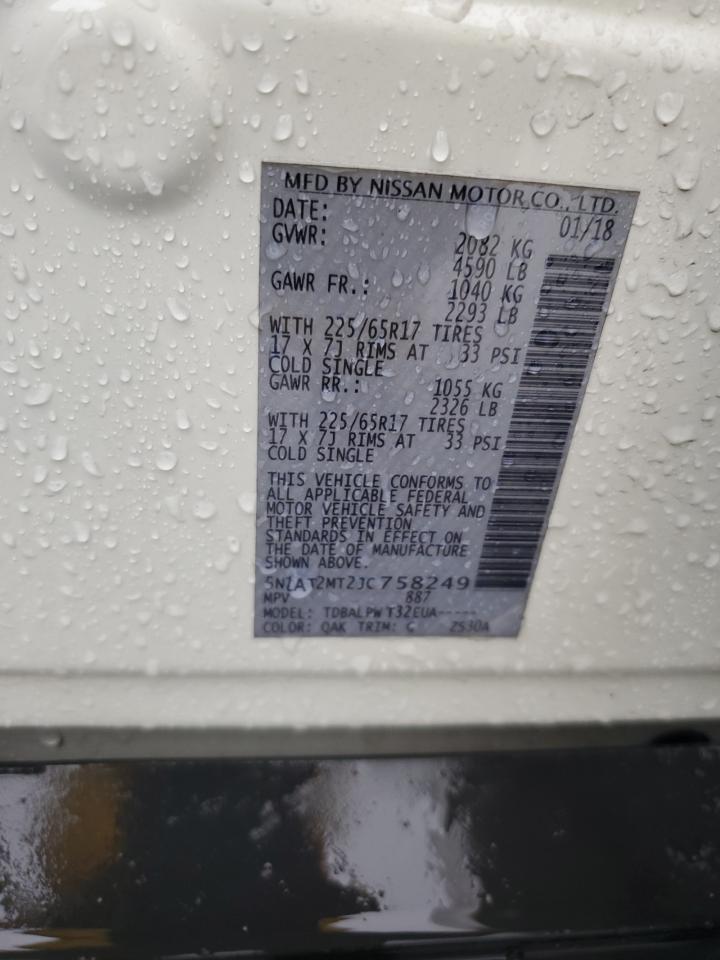 MFD BY NISSAN MOTOR CO., LTD.
DATE: 01/18
GVWR: 2082 KG
4590 LB
GAWR FR.: 1040 KG
2293 LB
WITH 225/65R17 TIRES
17 X 7J RIMS AT 33 PSI
COLD SINGLE
GAWR RR.: 1055 KG
2326 LB
WITH 225/65R17 TIRES
17 X 7J RIMS AT 33 PSI
COLD SINGLE
THIS VEHICLE CONFORMS TO
ALL APPLICABLE FEDERAL
MOTOR VEHICLE SAFETY AND
THEFT PREVENTION
STANDARDS IN EFFECT ON
THE DATE OF MANUFACTURE
SHOWN ABOVE.
5N1AT2MT2JC758249
MPV 887
MODEL: TDBALPW T32EUA-----
COLOR: QAK TRIM: G ZS30A